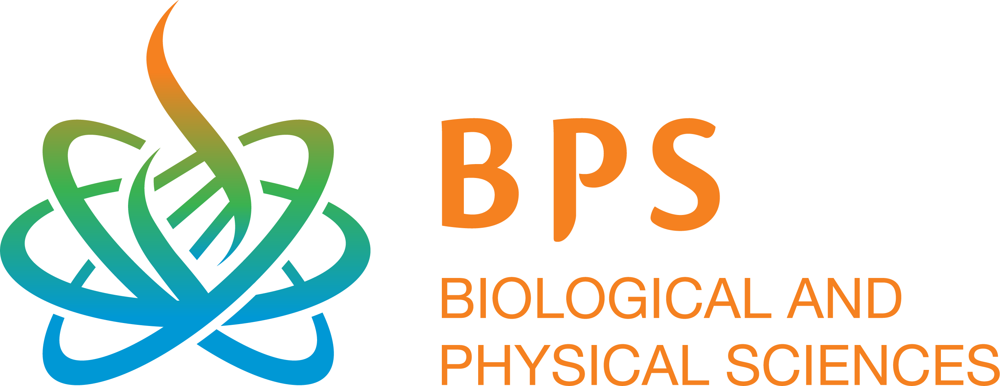 BPS
BIOLOGICAL AND
PHYSICAL SCIENCES